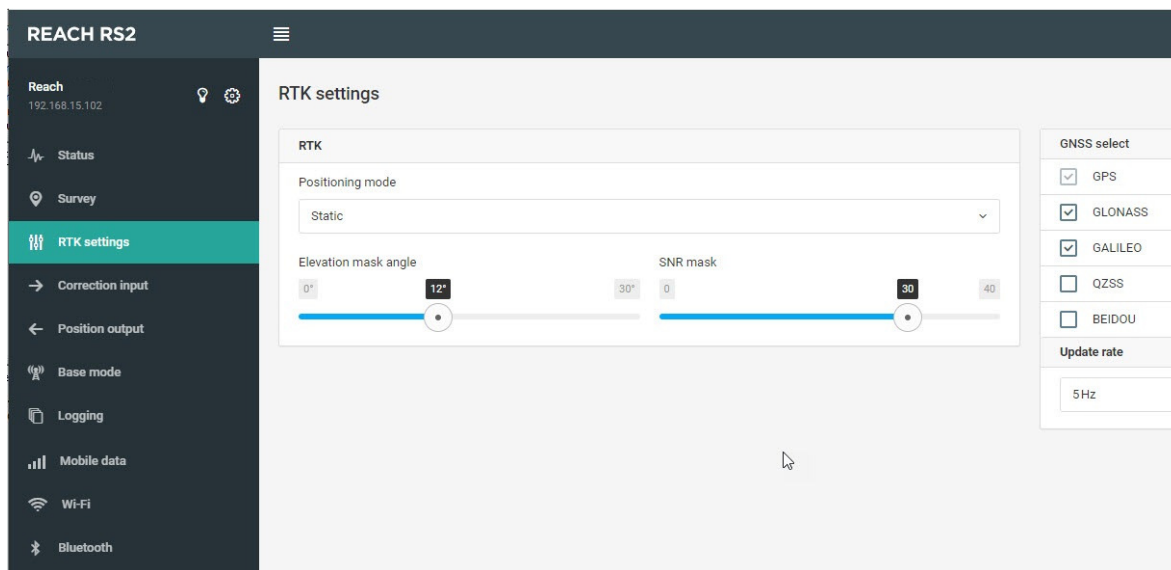 REACH RS2
Reach
192.168.15.102
Status
Survey
RTK settings
Correction input
Position output
Base mode
Logging
Mobile data
Wi-Fi
Bluetooth
RTK settings
RTK
Positioning mode
Static
Elevation mask angle
0° 12° 30°
SNR mask
0 30 40
GNSS select
GPS
GLONASS
GALILEO
QZSS
BEIDOU
Update rate
5 Hz